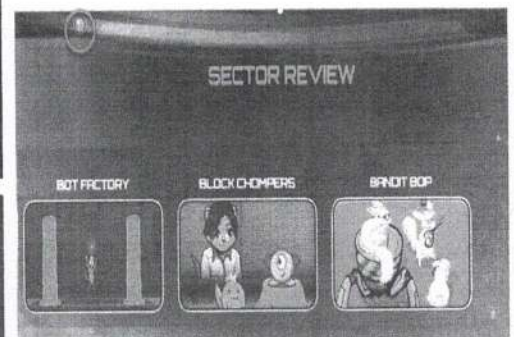 SECTOR REVIEW
BOT FACTORY
BLOCK CHOMPERS
BANDIT BOP